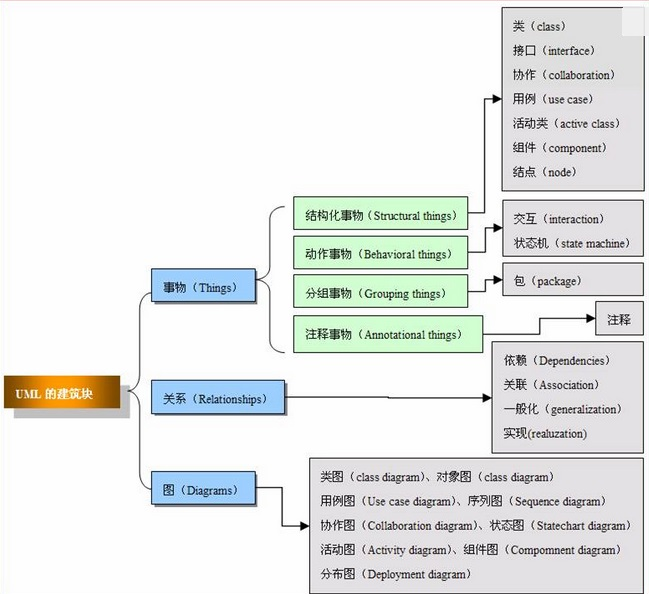 类（class）
接口（interface）
协作（collaboration）
用例（use case）
活动类（active class）
组件（component）
结点（node）
结构化事物（Structural things）
交互（interaction）
状态机（state machine）
动作事物（Behavioral things）
事物（Things）
分组事物（Grouping things）
包（package）
注释事物（Annotational things）
注释
UML 的建筑块
关系（Relationships）
依赖（Dependencies）
关联（Association）
一般化（generalization）
实现(realuzation)
图（Diagrams）
类图（class diagram）、对象图（class diagram）
用例图（Use case diagram）、序列图（Sequence diagram）
协作图（Collaboration diagram）、状态图（Statechart diagram）
活动图（Activity diagram）、组件图（Compomnent diagram）
分布图（Deployment diagram）